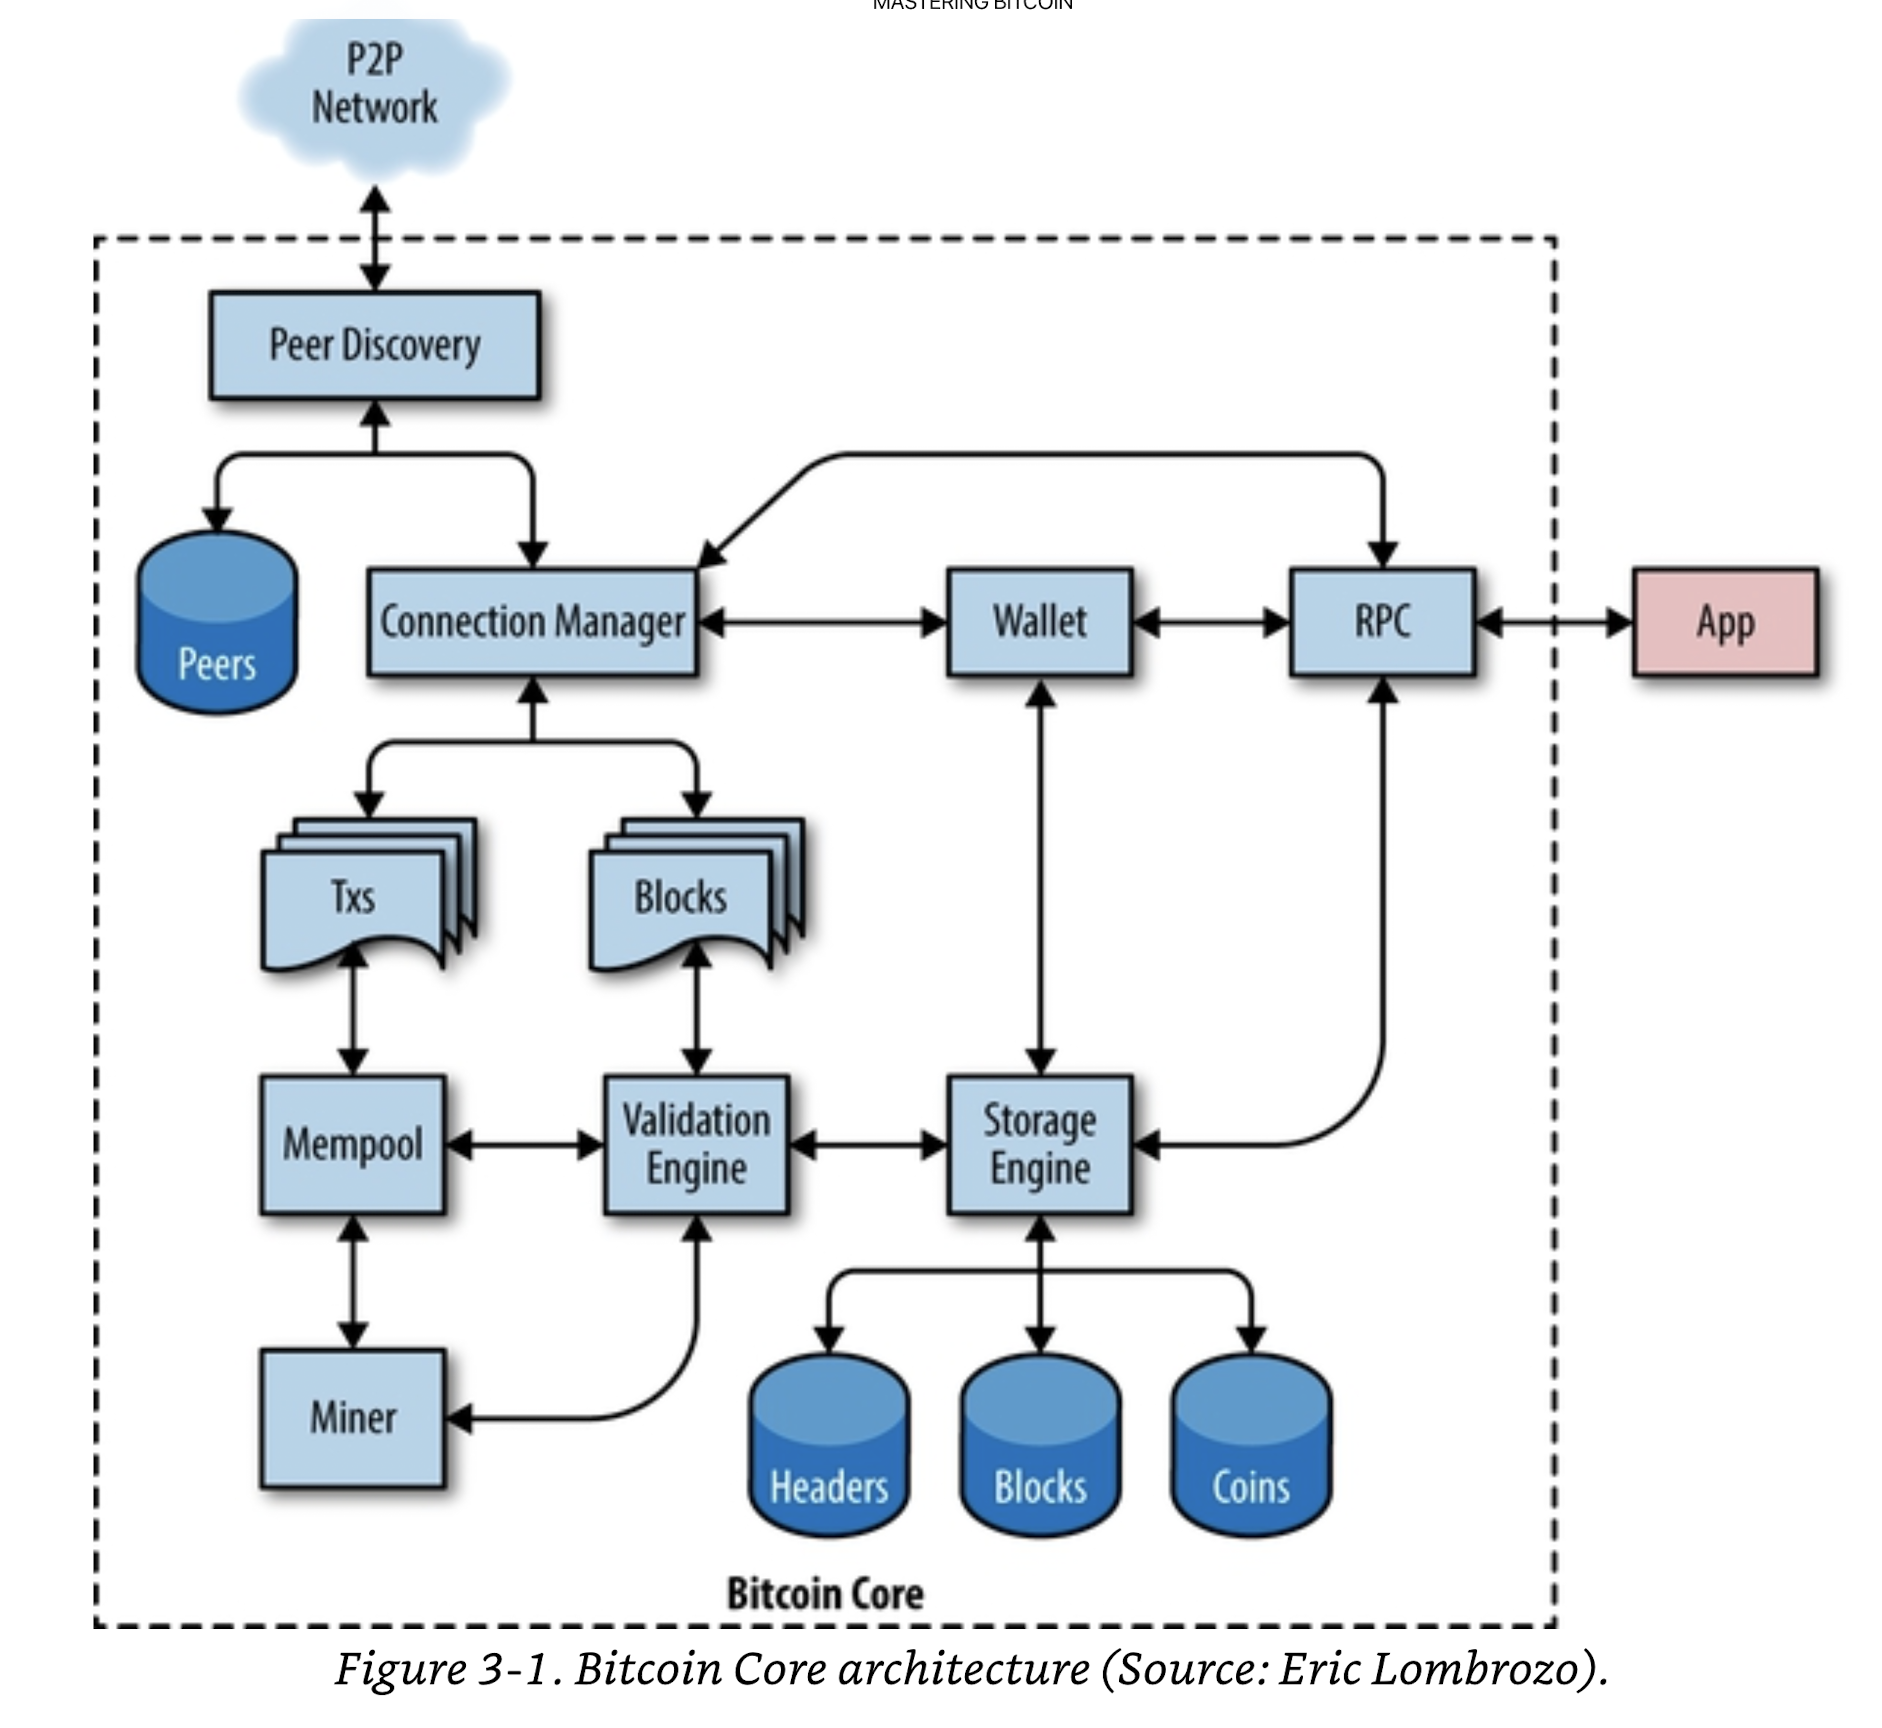 MASTERING BITCOIN
P2P
Network
Peer Discovery
Peers
Connection Manager
Wallet
RPC
App
Txs
Blocks
Mempool
Validation
Engine
Storage
Engine
Miner
Headers
Blocks
Coins
Bitcoin Core
Figure 3-1. Bitcoin Core architecture (Source: Eric Lombrozo).